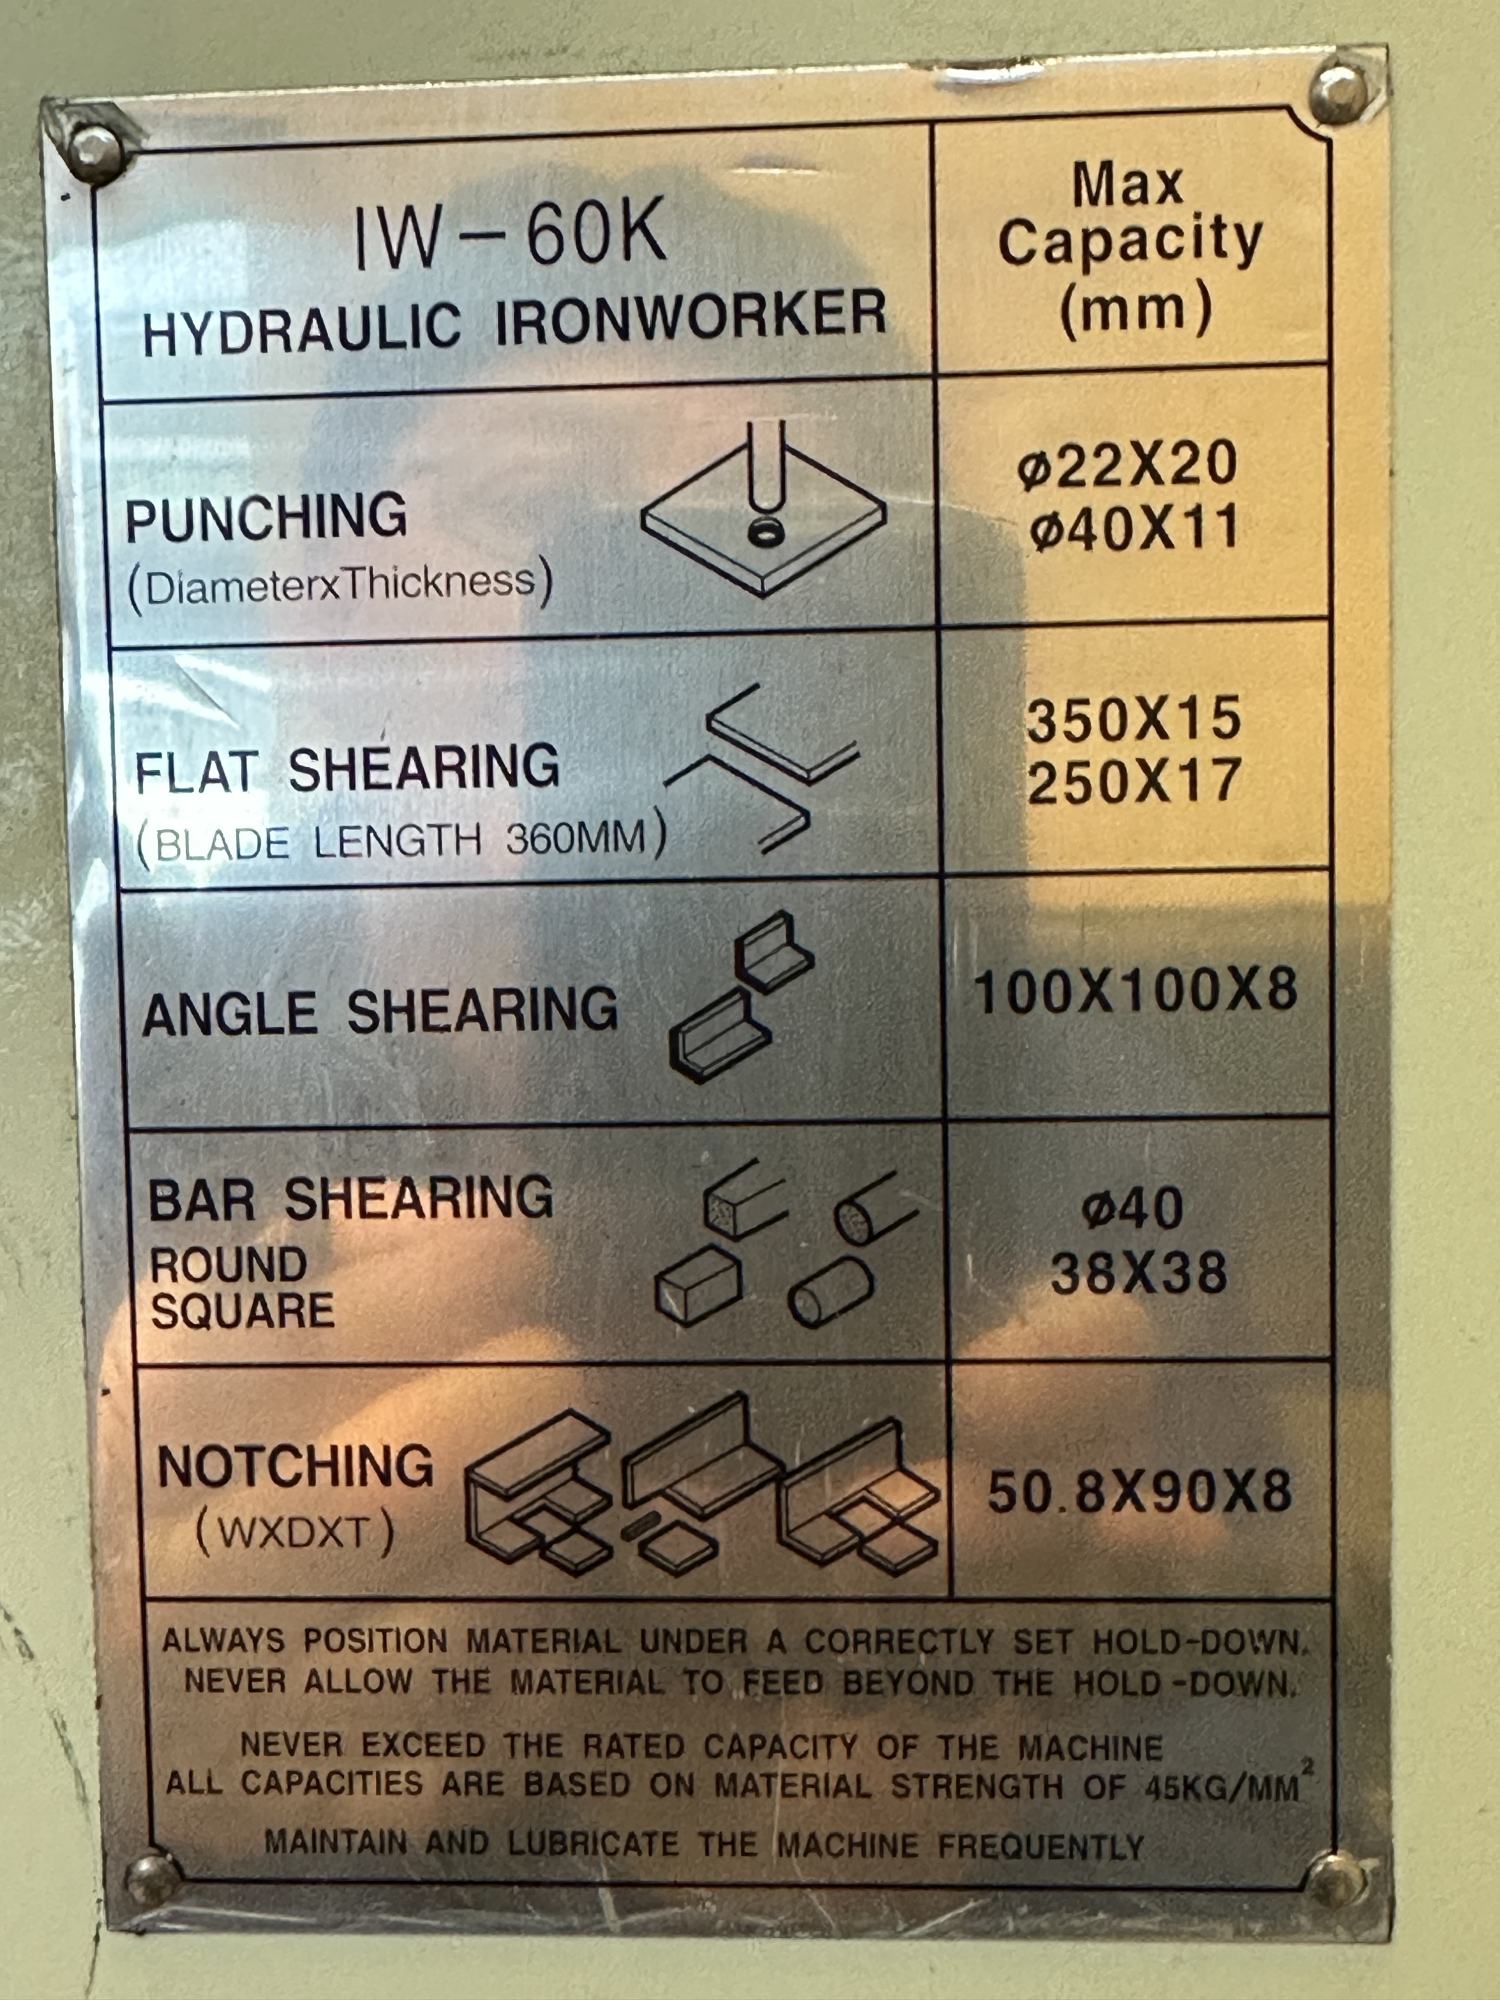 IW-60K
HYDRAULIC IRONWORKER
Max
Capacity
(mm)
PUNCHING
(DiameterxThickness)
ø22X20
ø40X11
FLAT SHEARING
(BLADE LENGTH 360MM)
350X15
250X17
ANGLE SHEARING
100X100X8
BAR SHEARING
ROUND
SQUARE
ø40
38X38
NOTCHING
(WXDXT)
50.8X90X8
ALWAYS POSITION MATERIAL UNDER A CORRECTLY SET HOLD-DOWN.
NEVER ALLOW THE MATERIAL TO FEED BEYOND THE HOLD-DOWN.
NEVER EXCEED THE RATED CAPACITY OF THE MACHINE
ALL CAPACITIES ARE BASED ON MATERIAL STRENGTH OF 45KG/MM²
MAINTAIN AND LUBRICATE THE MACHINE FREQUENTLY